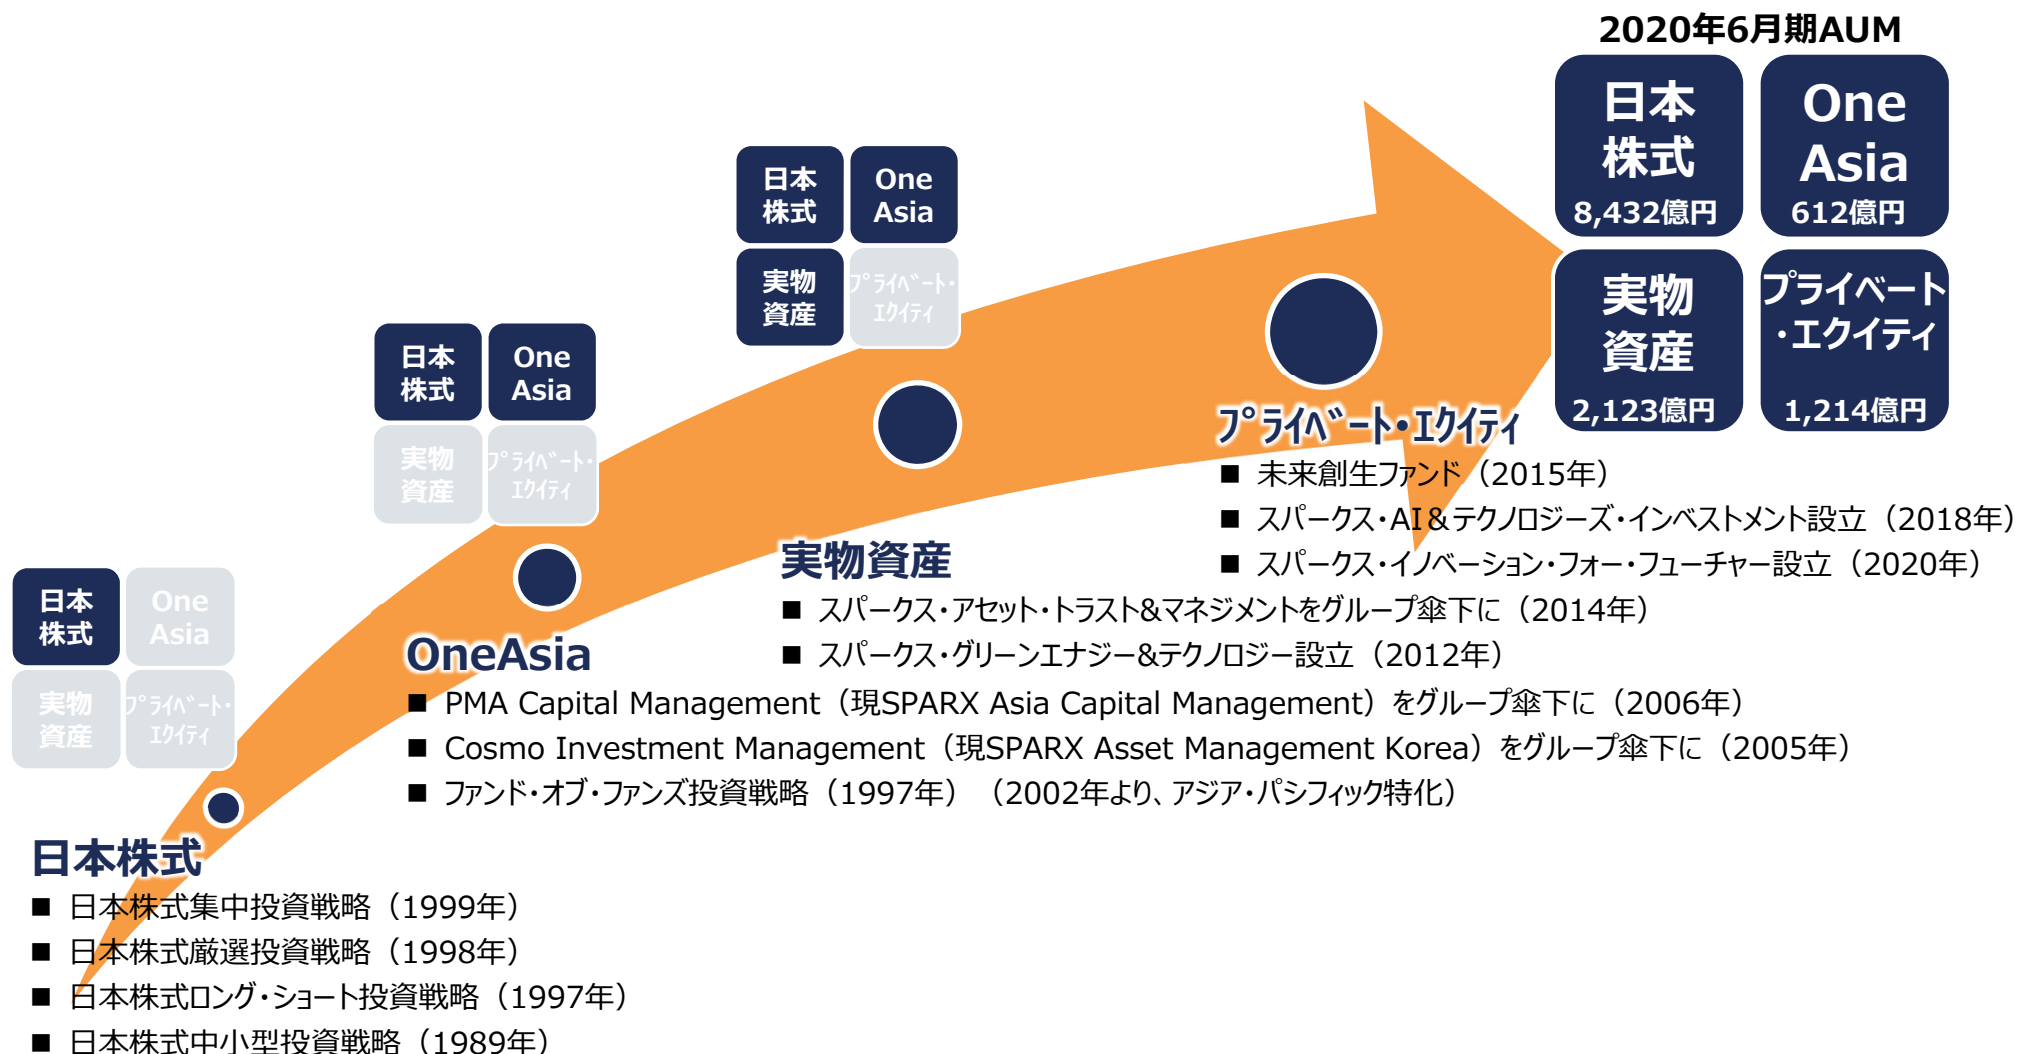 2020年6月期AUM
日本
株式
8,432億円
One
Asia
612億円
実物
資産
2,123億円
プライベート
・エクイティ
1,214億円
日本
株式
One
Asia
実物
資産
ﾌﾟﾗｲﾍﾞｰﾄ・
ｴｸｲﾃｨ
日本
株式
One
Asia
実物
資産
ﾌﾟﾗｲﾍﾞｰﾄ・
ｴｸｲﾃｨ
日本
株式
One
Asia
実物
資産
ﾌﾟﾗｲﾍﾞｰﾄ・
ｴｸｲﾃｨ
ﾌﾟﾗｲﾍﾞｰﾄ・ｴｸｲﾃｨ
■ 未来創生ファンド（2015年）
■ スパークス・AI＆テクノロジーズ・インベストメント設立（2018年）
■ スパークス・イノベーション・フォー・フューチャー設立（2020年）
実物資産
■ スパークス・アセット・トラスト&マネジメントをグループ傘下に（2014年）
■ スパークス・グリーンエナジー&テクノロジー設立（2012年）
OneAsia
■ PMA Capital Management（現SPARX Asia Capital Management）をグループ傘下に（2006年）
■ Cosmo Investment Management（現SPARX Asset Management Korea）をグループ傘下に（2005年）
■ ファンド・オブ・ファンズ投資戦略（1997年）（2002年より、アジア・パシフィック特化）
日本株式
■ 日本株式集中投資戦略（1999年）
■ 日本株式厳選投資戦略（1998年）
■ 日本株式ロング・ショート投資戦略（1997年）
■ 日本株式中小型投資戦略（1989年）